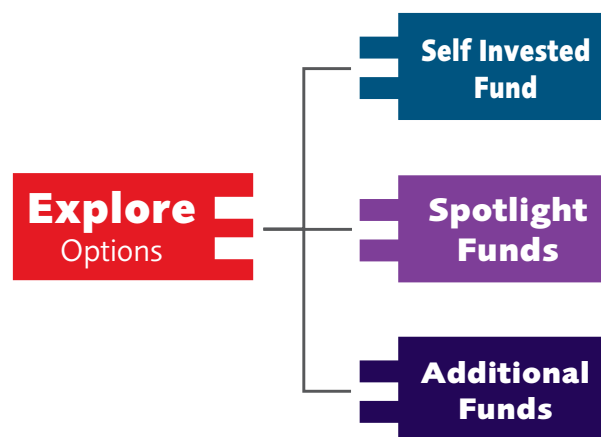 Explore
Options
Self Invested
Fund
Spotlight
Funds
Additional
Funds